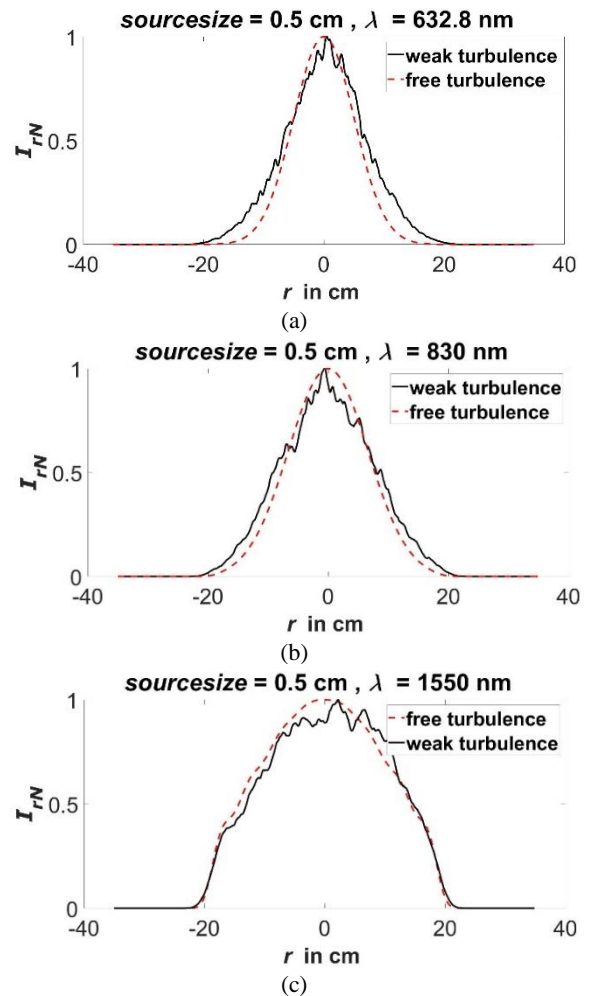 sourcesize = 0.5 cm , λ = 632.8 nm
1
0.5
0
I_rN
weak turbulence
free turbulence
-40
-20
0
20
40
r in cm
(a)
sourcesize = 0.5 cm , λ = 830 nm
1
0.5
0
I_rN
weak turbulence
free turbulence
-40
-20
0
20
40
r in cm
(b)
sourcesize = 0.5 cm , λ = 1550 nm
1
0.5
0
I_rN
free turbulence
weak turbulence
-40
-20
0
20
40
r in cm
(c)